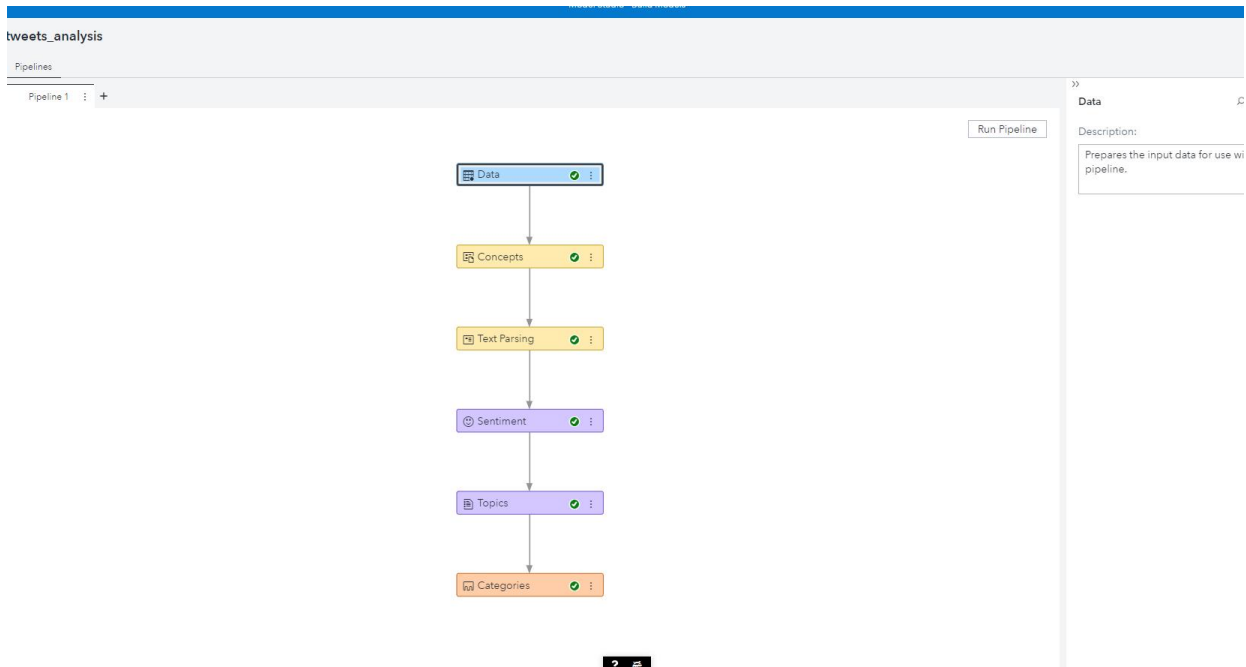 tweets_analysis
Pipelines
Pipeline 1
Run Pipeline
Data
Concepts
Text Parsing
Sentiment
Topics
Categories
Data
Description:
Prepares the input data for use wi
pipeline.
?